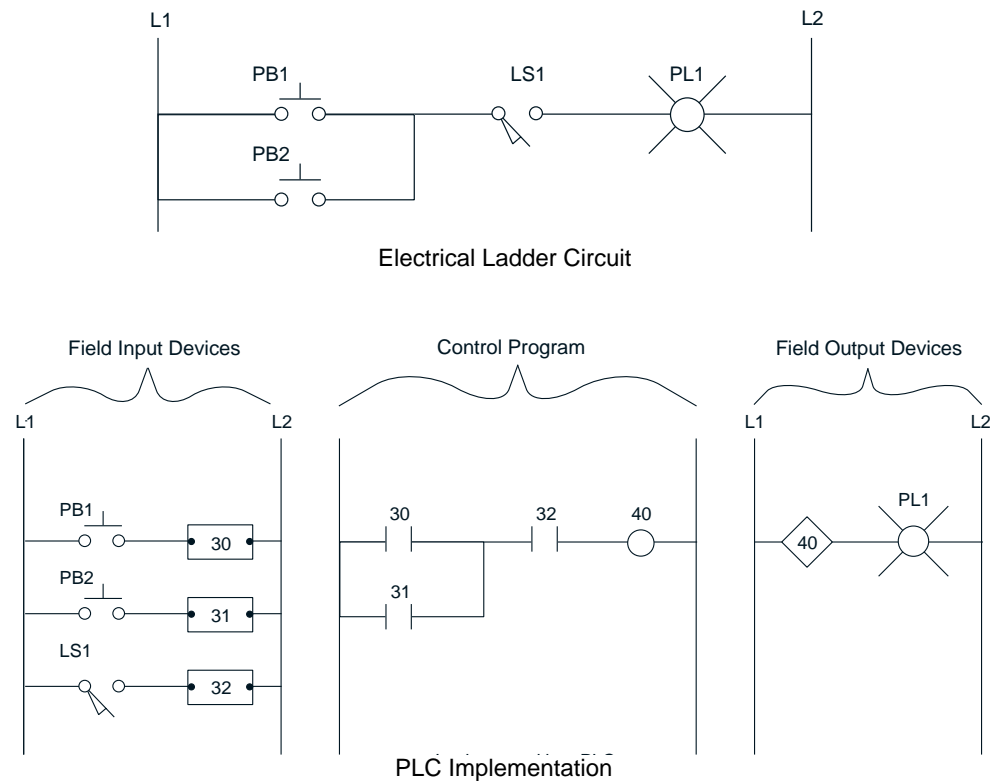 L1
L2
PB1
LS1
PL1
PB2
Electrical Ladder Circuit
Field Input Devices
Control Program
Field Output Devices
L1
L2
L1
L2
PB1
30
30
32
40
40
PL1
PB2
31
31
LS1
32
PLC Implementation